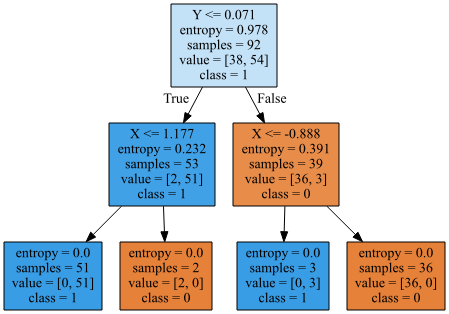 Y <= 0.071
entropy = 0.978
samples = 92
value = [38, 54]
class = 1
True
False
X <= 1.177
entropy = 0.232
samples = 53
value = [2, 51]
class = 1
X <= -0.888
entropy = 0.391
samples = 39
value = [36, 3]
class = 0
entropy = 0.0
samples = 51
value = [0, 51]
class = 1
entropy = 0.0
samples = 2
value = [2, 0]
class = 0
entropy = 0.0
samples = 3
value = [0, 3]
class = 1
entropy = 0.0
samples = 36
value = [36, 0]
class = 0